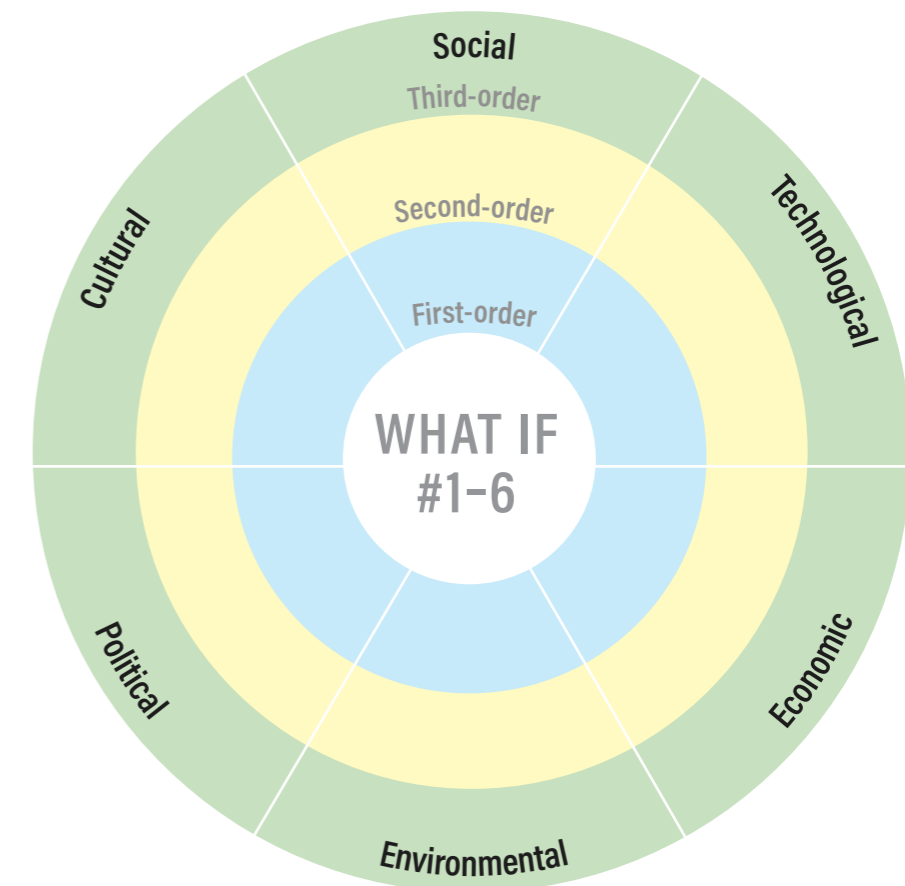 Social
Third-order
Second-order
First-order
WHAT IF
#1–6
Cultural
Technological
Political
Economic
Environmental